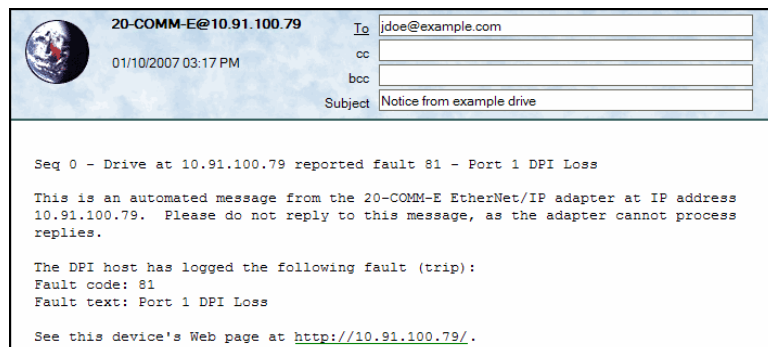 20-COMM-E@10.91.100.79
01/10/2007 03:17 PM
To jdoe@example.com
cc
bcc
Subject Notice from example drive
Seq 0 - Drive at 10.91.100.79 reported fault 81 - Port 1 DPI Loss
This is an automated message from the 20-COMM-E EtherNet/IP adapter at IP address
10.91.100.79.  Please do not reply to this message, as the adapter cannot process
replies.
The DPI host has logged the following fault (trip):
Fault code: 81
Fault text: Port 1 DPI Loss
See this device's Web page at http://10.91.100.79/.